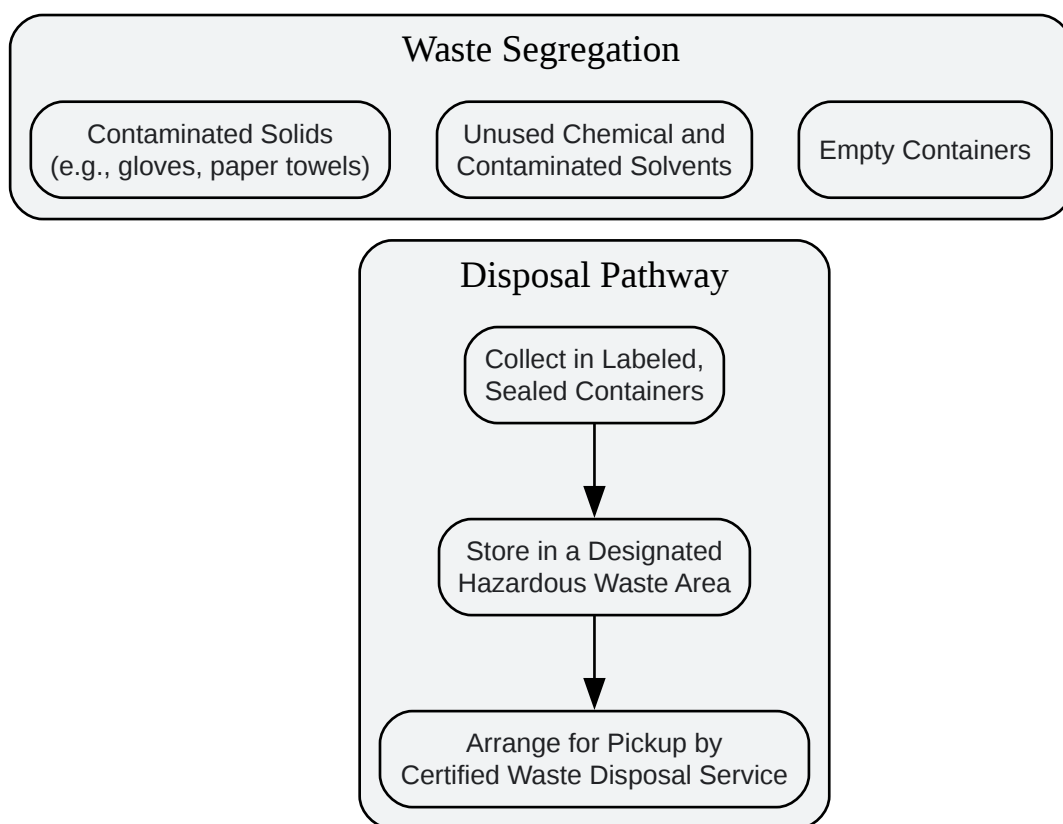 Waste Segregation
Contaminated Solids
(e.g., gloves, paper towels)
Unused Chemical and
Contaminated Solvents
Empty Containers
Disposal Pathway
Collect in Labeled,
Sealed Containers
Store in a Designated
Hazardous Waste Area
Arrange for Pickup by
Certified Waste Disposal Service